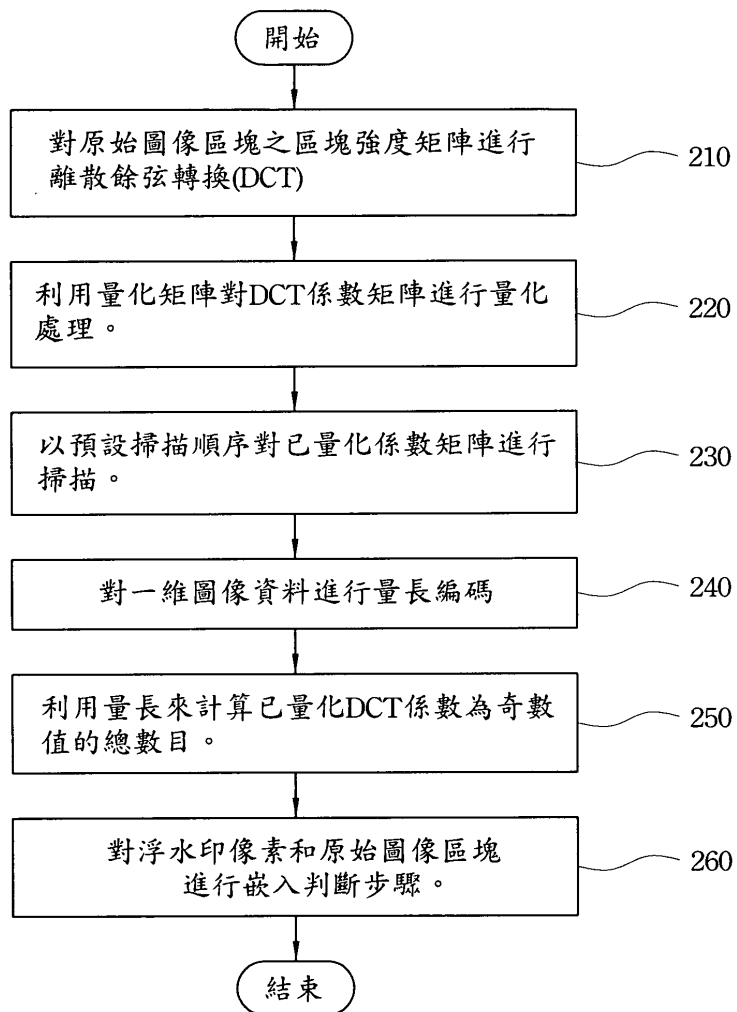 開始
對原始圖像區塊之區塊強度矩陣進行
離散餘弦轉換(DCT)
210
利用量化矩陣對DCT係數矩陣進行量化
處理。
220
以預設掃描順序對已量化係數矩陣進行
掃描。
230
對一維圖像資料進行量長編碼
240
利用量長來計算已量化DCT係數為奇數
值的總數目。
250
對浮水印像素和原始圖像區塊
進行嵌入判斷步驟。
260
結束